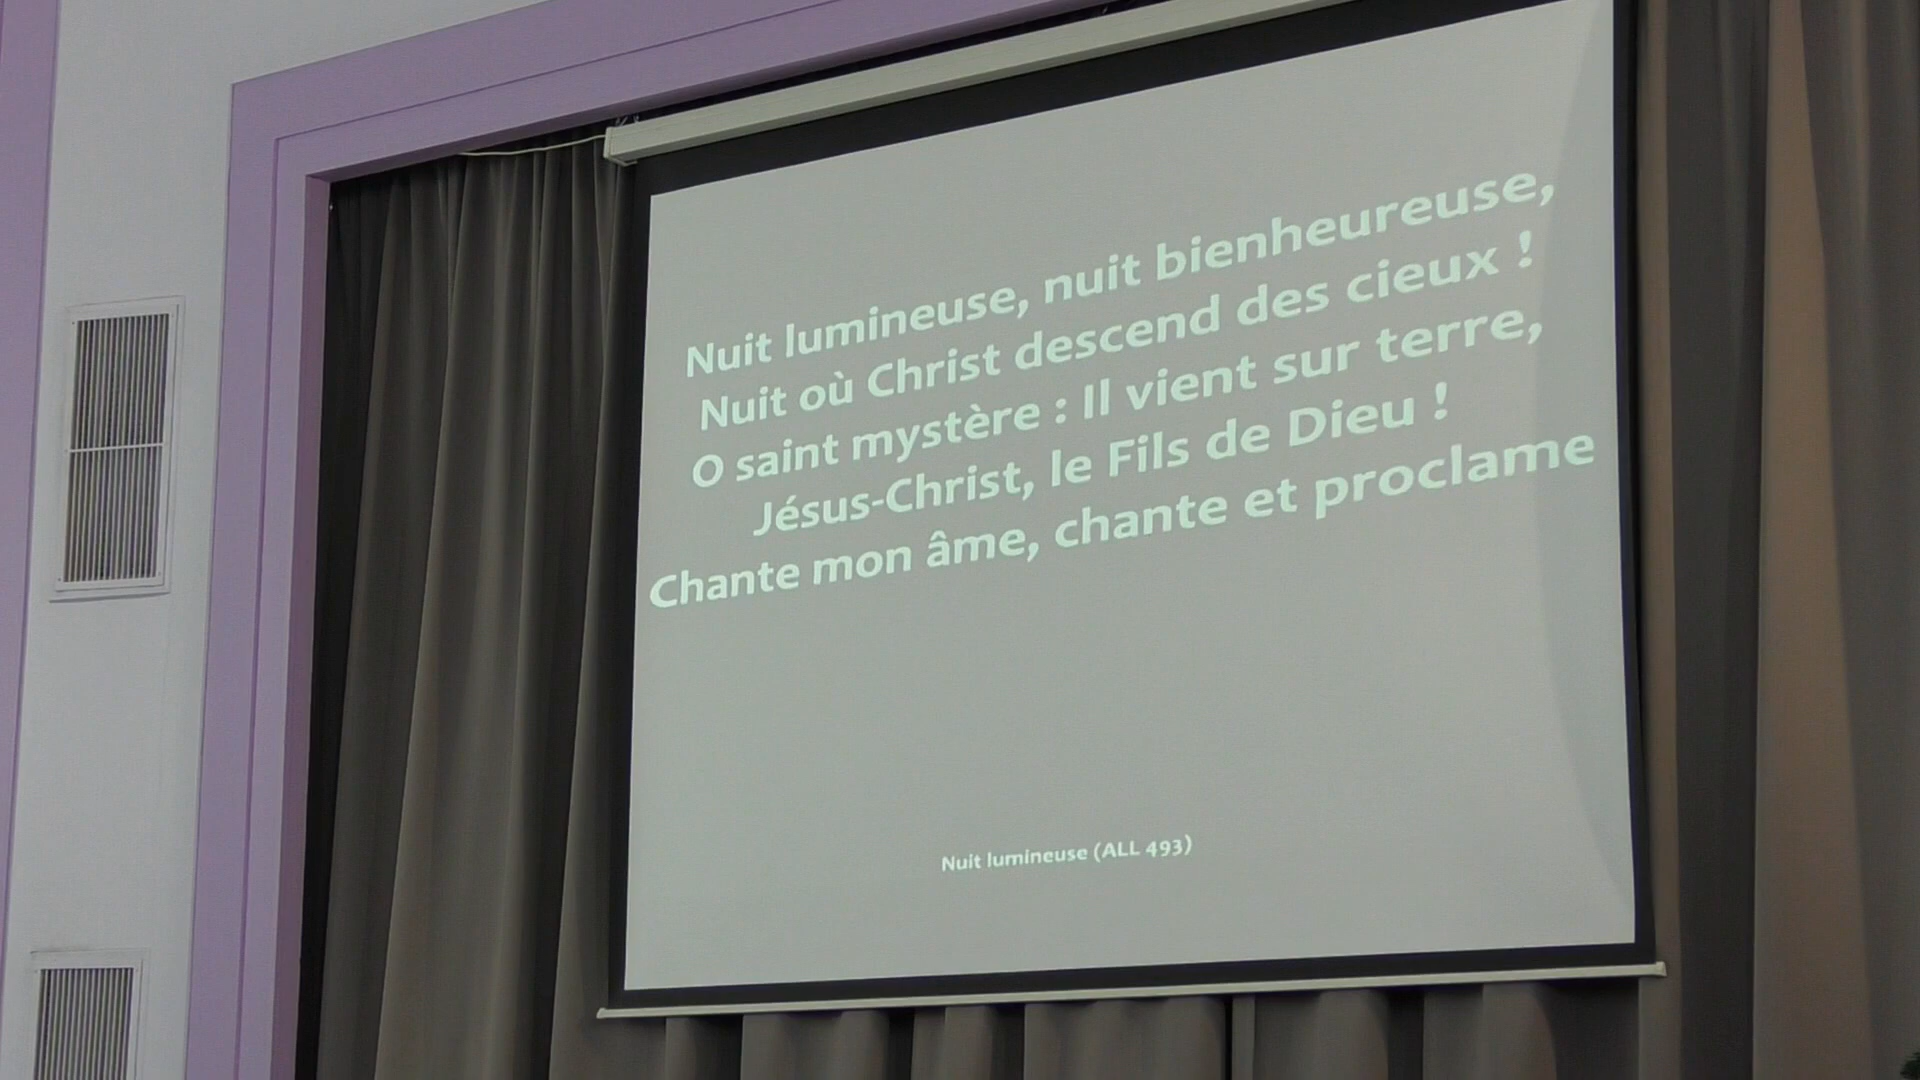 Nuit lumineuse, nuit bienheureuse,
Nuit où Christ descend des cieux !
O saint mystère : Il vient sur terre,
Jésus-Christ, le Fils de Dieu !
Chante mon âme, chante et proclame
Nuit lumineuse (ALL 493)